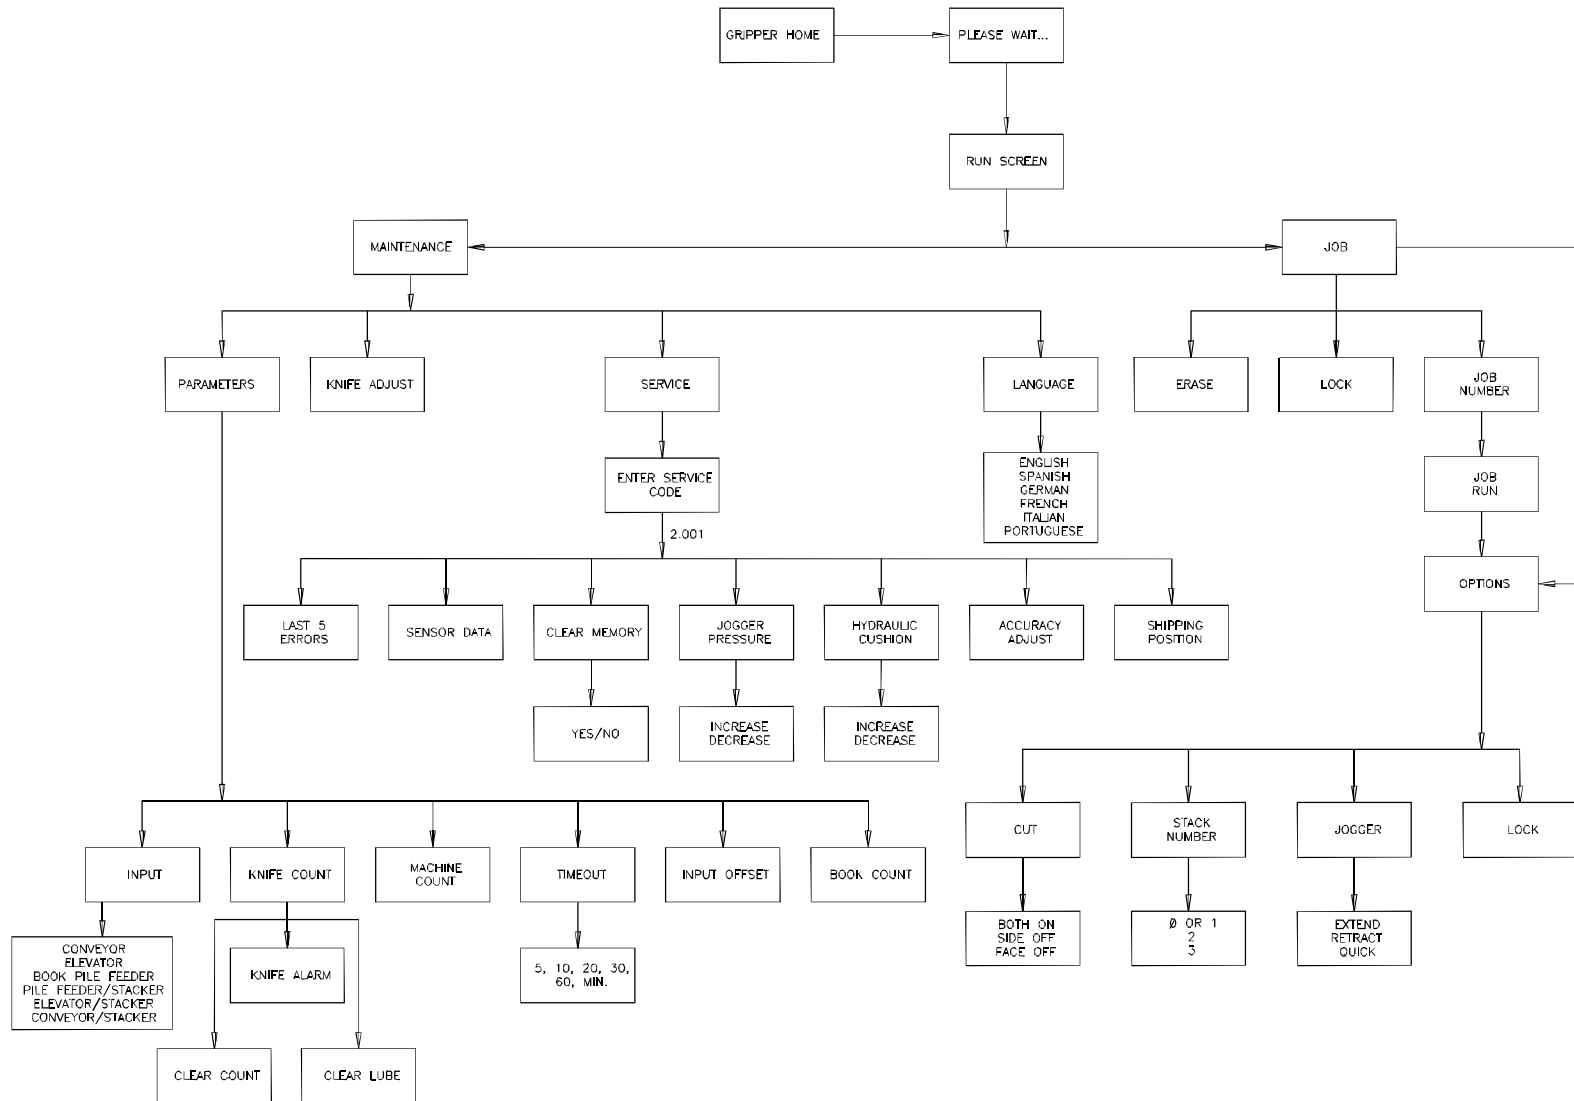 GRIPPER HOME
PLEASE WAIT...
RUN SCREEN
MAINTENANCE
JOB
PARAMETERS
KNIFE ADJUST
SERVICE
LANGUAGE
ERASE
LOCK
JOB
NUMBER
ENTER SERVICE
CODE
ENGLISH
SPANISH
GERMAN
FRENCH
ITALIAN
PORTUGUESE
JOB
RUN
2.001
OPTIONS
LAST 5
ERRORS
SENSOR DATA
CLEAR MEMORY
JOGGER
PRESSURE
HYDRAULIC
CUSHION
ACCURACY
ADJUST
SHIPPING
POSITION
YES/NO
INCREASE
DECREASE
INCREASE
DECREASE
CUT
STACK
NUMBER
JOGGER
LOCK
INPUT
KNIFE COUNT
MACHINE
COUNT
TIMEOUT
INPUT OFFSET
BOOK COUNT
BOTH ON
SIDE OFF
FACE OFF
Ø OR 1
2
3
EXTEND
RETRACT
QUICK
CONVEYOR
ELEVATOR
BOOK PILE FEEDER
PILE FEEDER/STACKER
ELEVATOR/STACKER
CONVEYOR/STACKER
KNIFE ALARM
5, 10, 20, 30,
60, MIN.
CLEAR COUNT
CLEAR LUBE